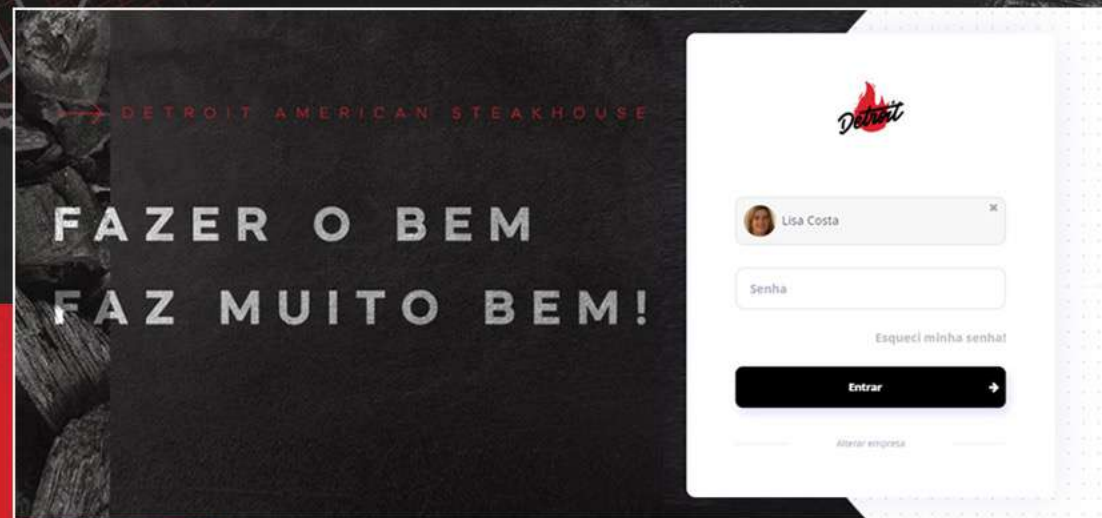 DETROIT AMERICAN STEAKHOUSE
FAZER O BEM
FAZ MUITO BEM!
Detroit
Lisa Costa
Senha
Esqueci minha senha!
Entrar
Alterar empresa